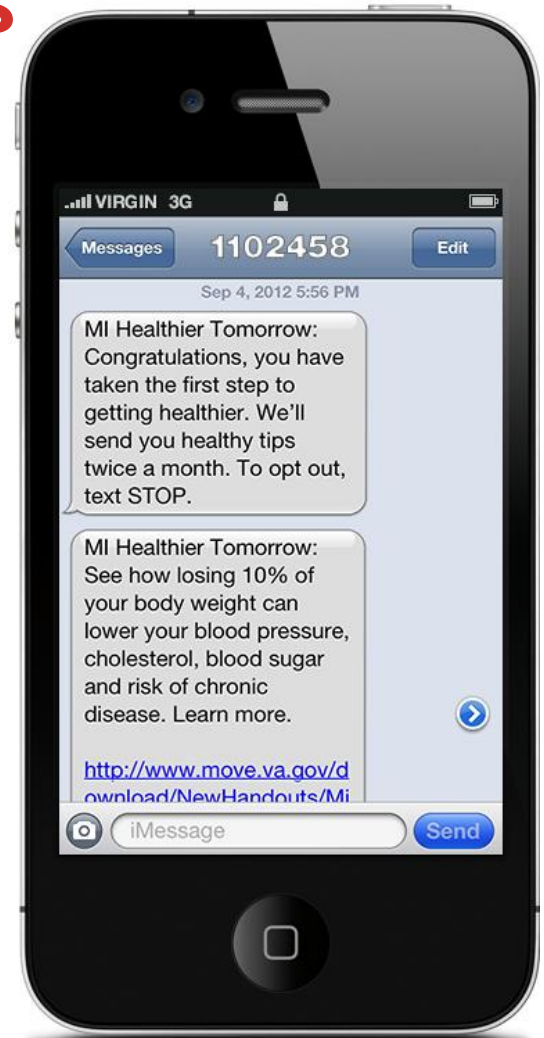 VIRGIN 3G
Messages
1102458
Edit
Sep 4, 2012 5:56 PM
MI Healthier Tomorrow:
Congratulations, you have
taken the first step to
getting healthier. We'll
send you healthy tips
twice a month. To opt out,
text STOP.
MI Healthier Tomorrow:
See how losing 10% of
your body weight can
lower your blood pressure,
cholesterol, blood sugar
and risk of chronic
disease. Learn more.
http://www.move.va.gov/d
ownload/NewHandouts/Mi
iMessage
Send